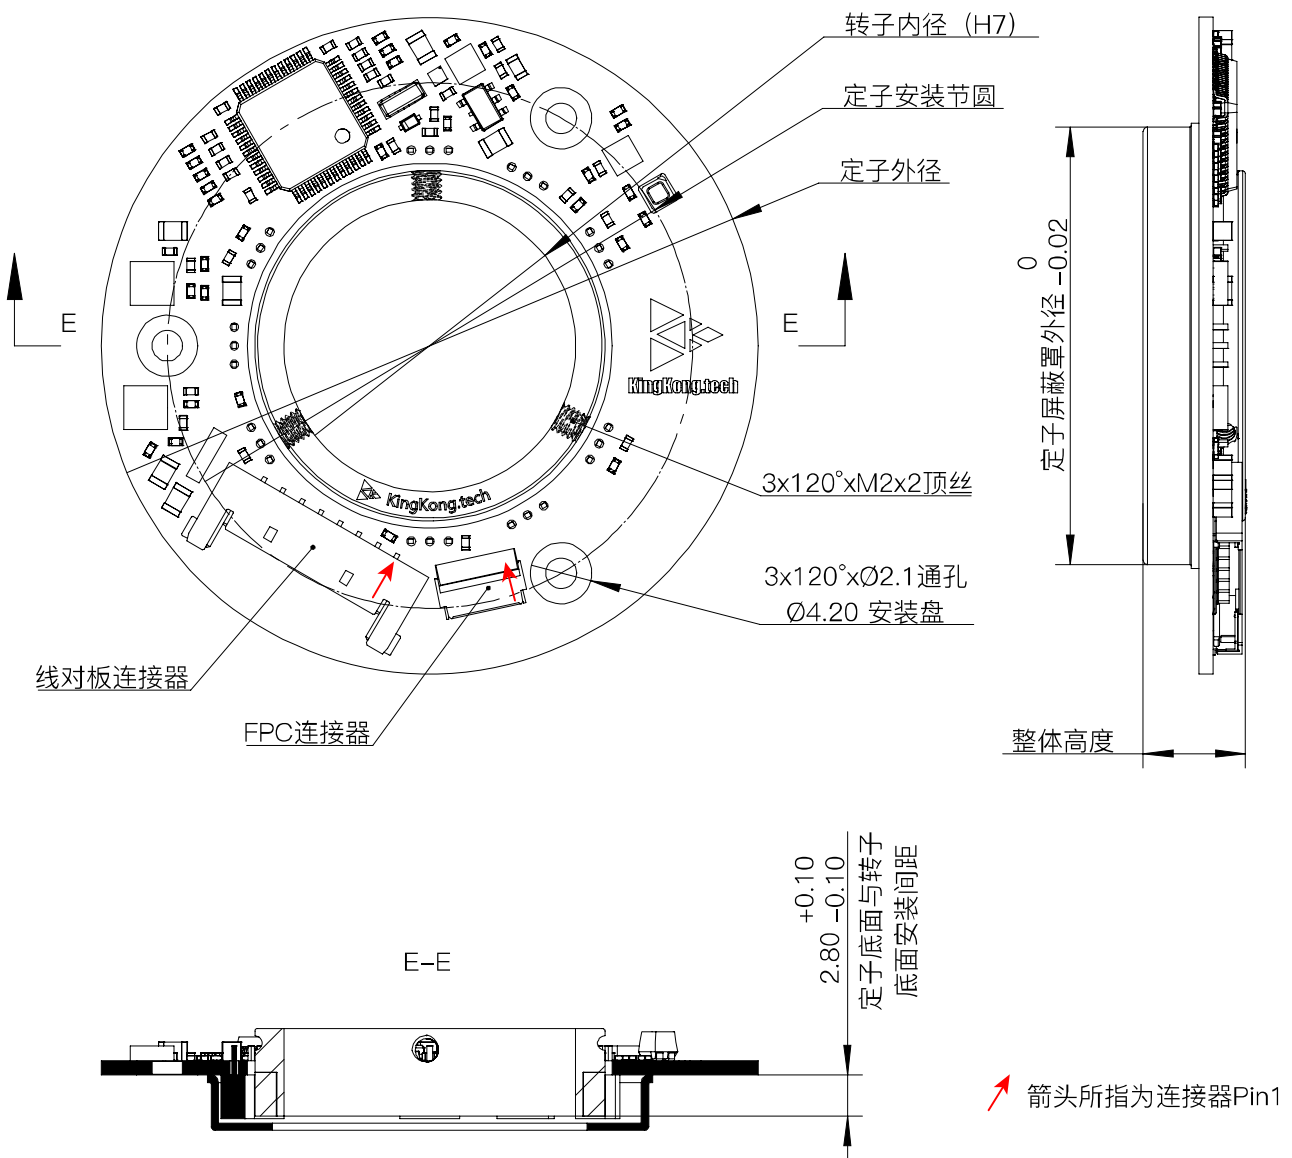 转子内径（H7）
定子安装节圆
定子外径
E
E
KingKong.tech
KingKong.tech
3x120°xM2x2顶丝
3x120°xØ2.1通孔
Ø4.20 安装盘
线对板连接器
FPC连接器
0
定子屏蔽罩外径 -0.02
整体高度
E-E
+0.10
2.80 -0.10
定子底面与转子
底面安装间距
箭头所指为连接器Pin1